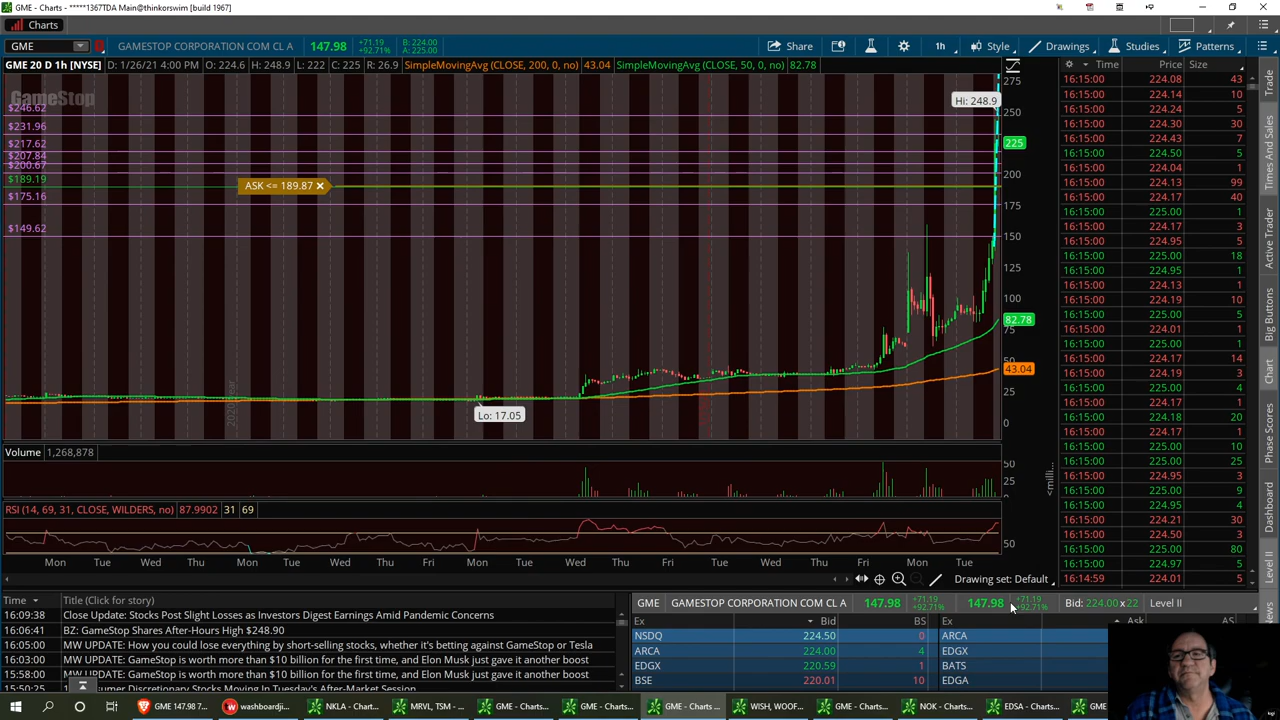 GME - Charts - *****1367TDA Main@thinkorswim [build 1967]
Charts
GME GAMESTOP CORPORATION COM CL A 147.98 +71.19 +92.71% B: 224.00 A: 225.00 Share 1h Style Drawings Studies Patterns
GME 20 D 1h [NYSE] D: 1/26/21 4:00 PM O: 224.6 H: 248.9 L: 222 C: 225 R: 26.9 SimpleMovingAvg (CLOSE, 200, 0, no) 43.04 SimpleMovingAvg (CLOSE, 50, 0, no) 82.78
GameStop
$246.62
$231.96
$217.62
$207.84
$200.67
$189.19
$175.16
$149.62
ASK <= 189.87
Hi: 248.9
Lo: 17.05
275
250
225
200
175
150
125
100
82.78
75
50
43.04
25
0
Volume 1,268,878
50
25
0
<milli...
RSI (14, 69, 31, CLOSE, WILDERS, no) 87.9902 31 69
50
Mon Tue Wed Thu Tue Wed Thu Fri Mon Tue Wed Thu Fri Tue Wed Thu Fri Mon Tue
Drawing set: Default
Time Price Size
16:15:00 224.08 43
16:15:00 224.14 10
16:15:00 224.24 5
16:15:00 224.30 30
16:15:00 224.43 7
16:15:00 224.50 5
16:15:00 224.04 1
16:15:00 224.13 99
16:15:00 224.17 40
16:15:00 225.00 1
16:15:00 224.17 3
16:15:00 224.95 5
16:15:00 225.00 18
16:15:00 224.95 1
16:15:00 224.13 1
16:15:00 224.19 10
16:15:00 225.00 5
16:15:00 224.01 1
16:15:00 224.17 14
16:15:00 224.19 3
16:15:00 225.00 4
16:15:00 224.17 1
16:15:00 224.18 20
16:15:00 224.17 1
16:15:00 225.00 10
16:15:00 225.00 25
16:15:00 224.95 3
16:15:00 225.00 9
16:15:00 224.95 4
16:15:00 224.21 30
16:15:00 224.50 3
16:15:00 225.00 80
16:15:00 224.97 5
16:14:59 224.01 5
Trade
Times And Sales
Active Trader
Big Buttons
Chart
Phase Scores
Dashboard
Level II
News
Time Title (Click for story)
16:09:38 Close Update: Stocks Post Slight Losses as Investors Digest Earnings Amid Pandemic Concerns
16:06:41 BZ: GameStop Shares After-Hours High $248.90
16:05:00 MW UPDATE: How you could lose everything by short-selling stocks, whether it's betting against GameStop or Tesla
16:03:00 MW UPDATE: GameStop is worth more than $10 billion for the first time, and Elon Musk just gave it another boost
15:58:00 MW UPDATE: GameStop is worth more than $10 billion for the first time, and Elon Musk just gave it another boost
15:50:25 umer Discretionary Stocks Moving In Tuesday's After-Market Session
GME GAMESTOP CORPORATION COM CL A 147.98 +71.19 +92.71% 147.98 +71.19 +92.71% Bid: 224.00 x 22 Level II
Ex Bid BS Ex Ask AS
NSDQ 224.50 0 ARCA
ARCA 224.00 4 EDGX
EDGX 220.59 1 BATS
BSE 220.01 10 EDGA
GME 147.98 7... washboardji... NKLA - Chart... MRVL, TSM - ... GME - Charts... GME - Charts... GME - Charts ... WISH, WOOF... GME - Charts... NOK - Chart... EDSA - Charts... GME